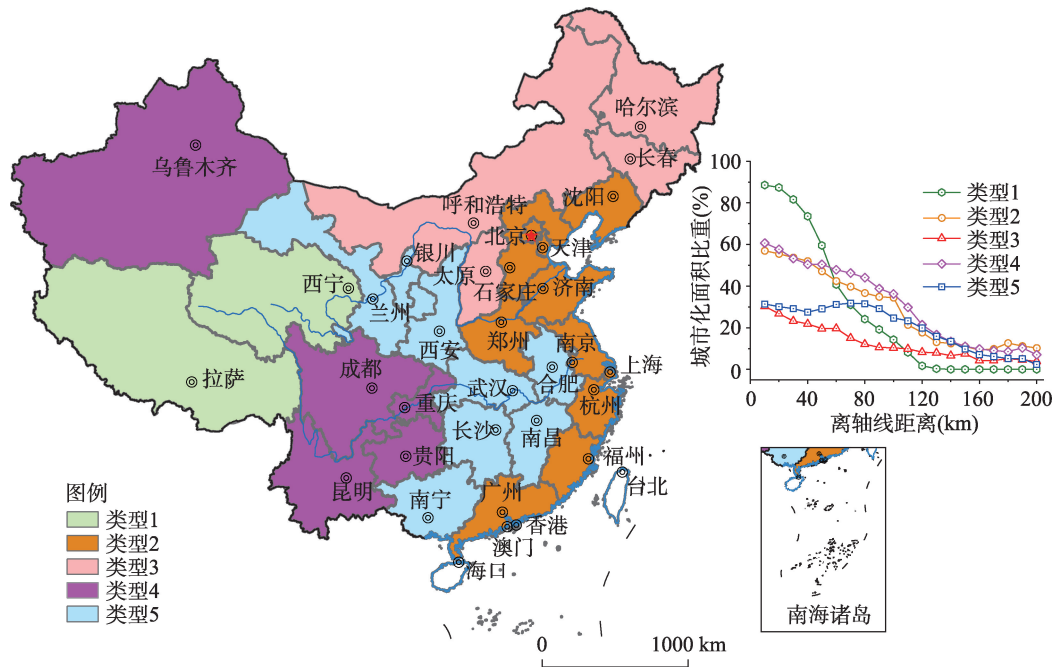 哈尔滨
长春
乌鲁木齐
沈阳
呼和浩特
北京
天津
银川
太原
石家庄
济南
西宁
兰州
郑州
西安
南京
上海
合肥
成都
武汉
杭州
拉萨
重庆
长沙
南昌
贵阳
福州
昆明
台北
南宁
广州
香港
澳门
海口
图例
类型1
类型2
类型3
类型4
类型5
0 1000 km
城市化面积比重(%)
100
80
60
40
20
0
0 40 80 120 160 200
离轴线距离(km)
类型1
类型2
类型3
类型4
类型5
南海诸岛